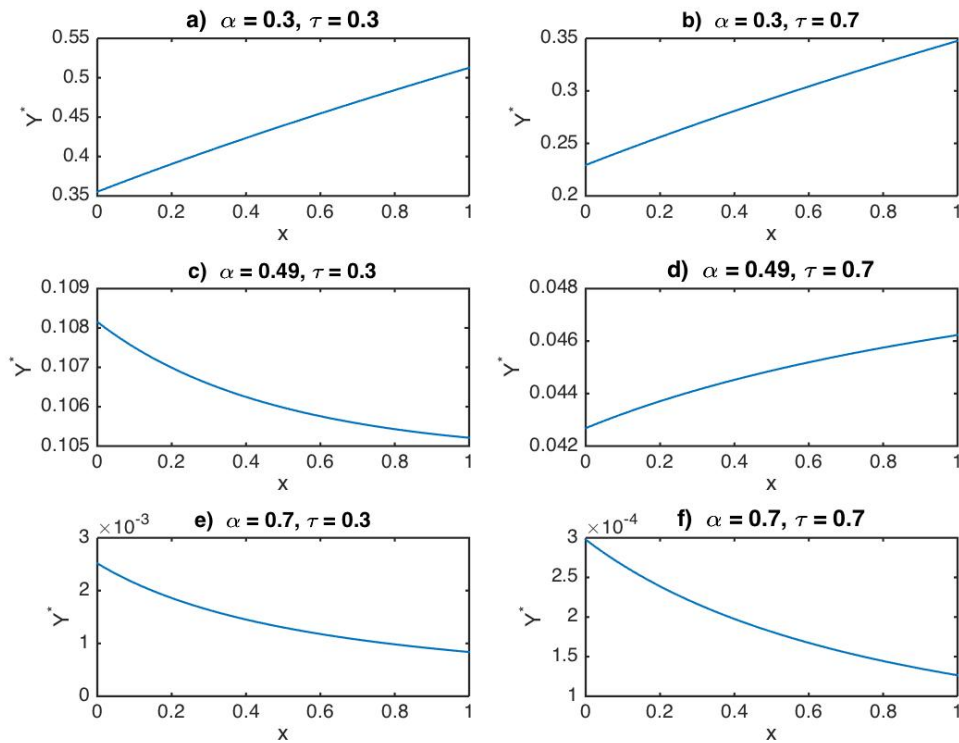 a) α = 0.3, τ = 0.3
0.55
0.5
0.45
0.4
0.35
Y*
0 0.2 0.4 0.6 0.8 1
x
b) α = 0.3, τ = 0.7
0.35
0.3
0.25
0.2
Y*
0 0.2 0.4 0.6 0.8 1
x
c) α = 0.49, τ = 0.3
0.109
0.108
0.107
0.106
0.105
Y*
0 0.2 0.4 0.6 0.8 1
x
d) α = 0.49, τ = 0.7
0.048
0.046
0.044
0.042
Y*
0 0.2 0.4 0.6 0.8 1
x
e) α = 0.7, τ = 0.3
×10⁻³
3
2
1
0
Y*
0 0.2 0.4 0.6 0.8 1
x
f) α = 0.7, τ = 0.7
×10⁻⁴
3
2.5
2
1.5
1
Y*
0 0.2 0.4 0.6 0.8 1
x